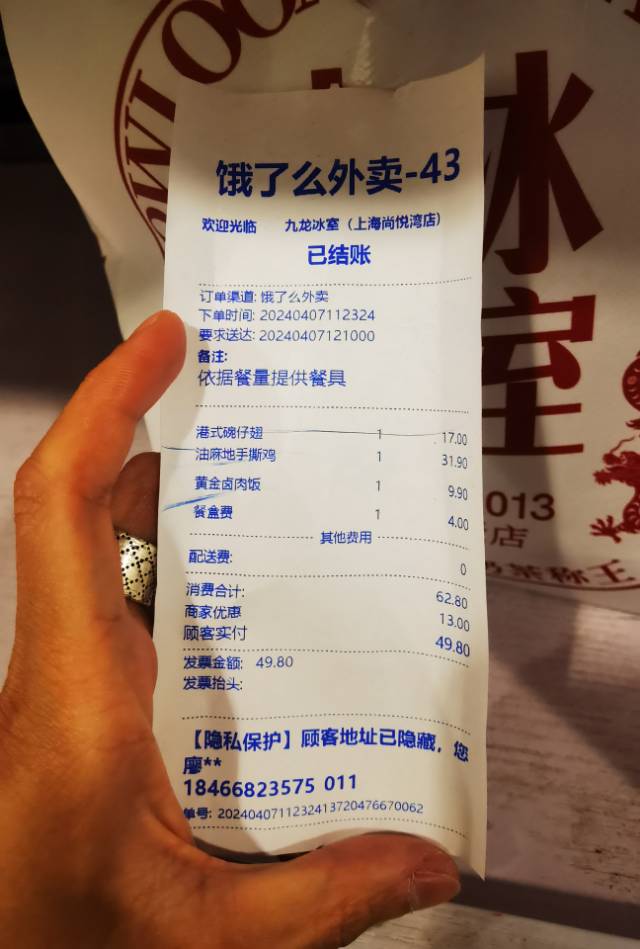 饿了么外卖-43
欢迎光临 九龙冰室（上海尚悦湾店）
已结账
订单渠道: 饿了么外卖
下单时间: 20240407112324
要求送达: 20240407121000
备注:
依据餐量提供餐具
港式碗仔翅 1 17.00
油麻地手撕鸡 1 31.90
黄金卤肉饭 1 9.90
餐盒费 1 4.00
其他费用
配送费: 0
消费合计: 62.80
商家优惠 13.00
顾客实付 49.80
发票金额: 49.80
发票抬头:
【隐私保护】顾客地址已隐藏，您
廖**
18466823575 011
单号: 2024040711232413720476670062
冰
室
013
店
茶称王